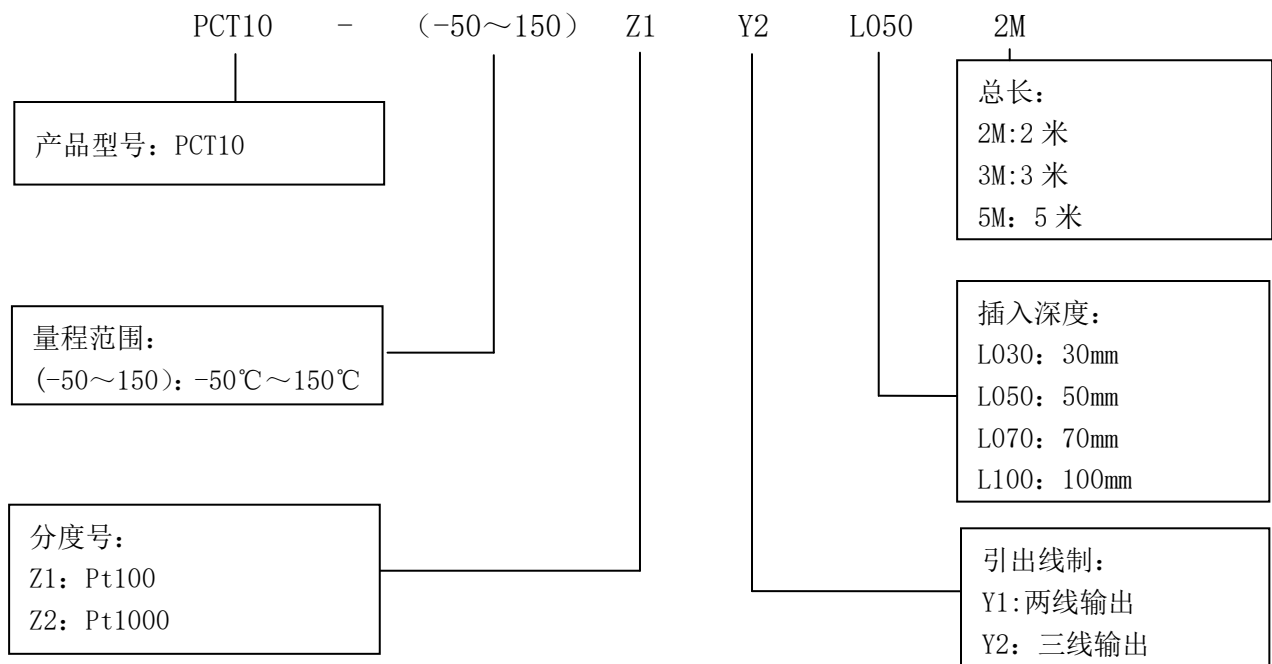 PCT10 - (-50～150) Z1 Y2 L050 2M
产品型号：PCT10
量程范围：
(-50～150)：-50℃～150℃
分度号：
Z1：Pt100
Z2：Pt1000
总长：
2M:2 米
3M:3 米
5M：5 米
插入深度：
L030：30mm
L050：50mm
L070：70mm
L100：100mm
引出线制：
Y1:两线输出
Y2：三线输出